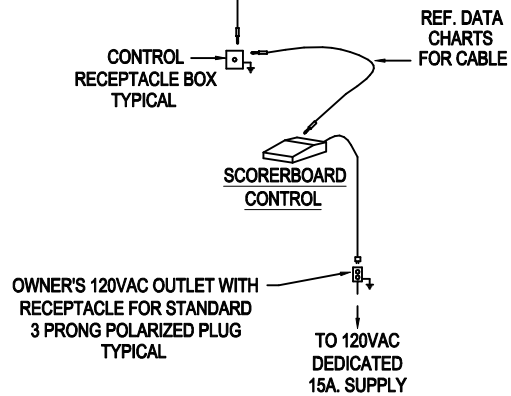 REF. DATA
CHARTS
FOR CABLE
CONTROL
RECEPTACLE BOX
TYPICAL
SCORERBOARD
CONTROL
OWNER'S 120VAC OUTLET WITH
RECEPTACLE FOR STANDARD
3 PRONG POLARIZED PLUG
TYPICAL
TO 120VAC
DEDICATED
15A. SUPPLY